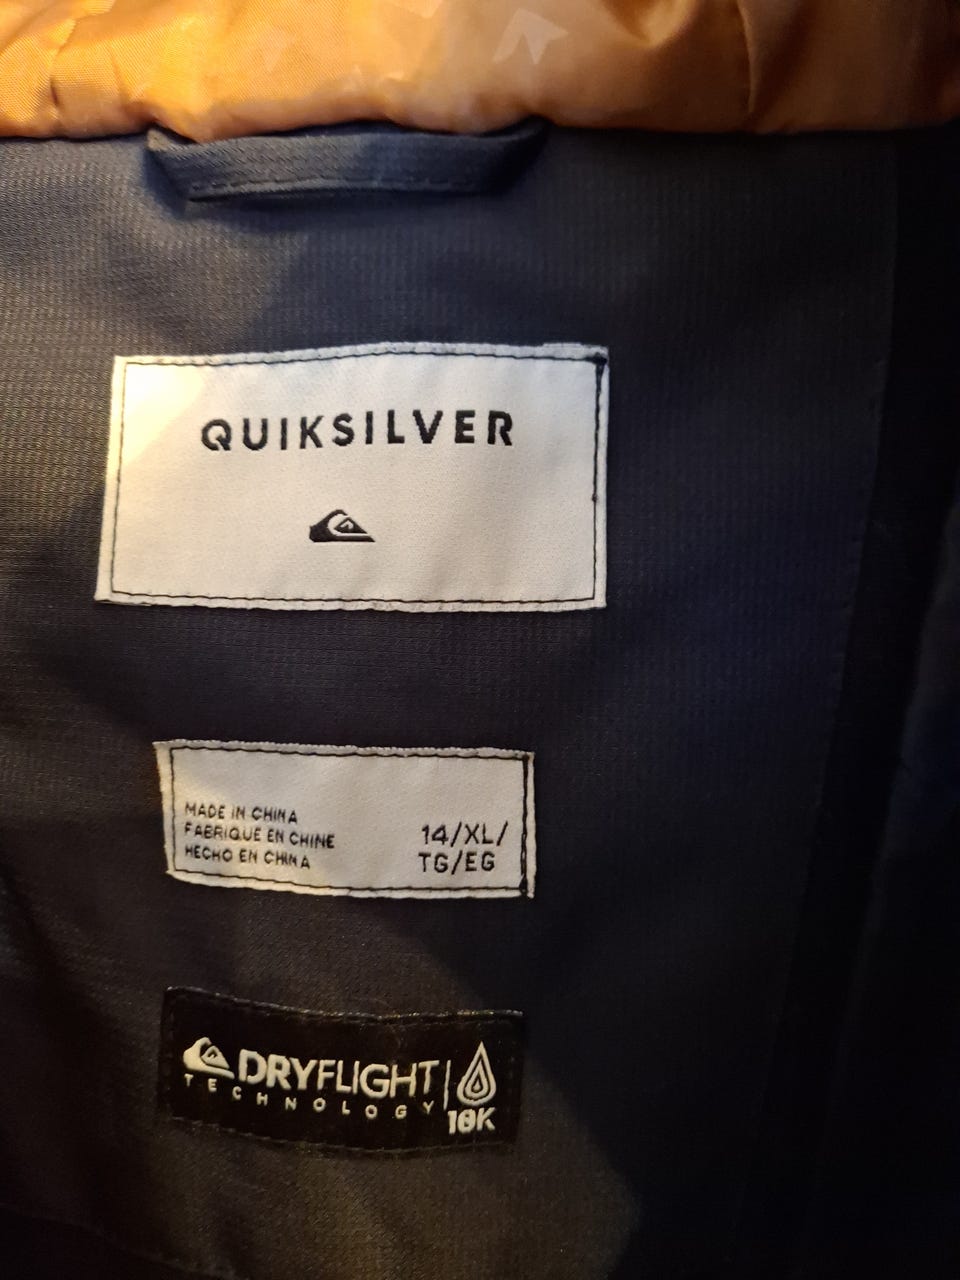 QUIKSILVER
MADE IN CHINA
FABRIQUE EN CHINE
HECHO EN CHINA
14/XL/
TG/EG
DRYFLIGHT
TECHNOLOGY
10K